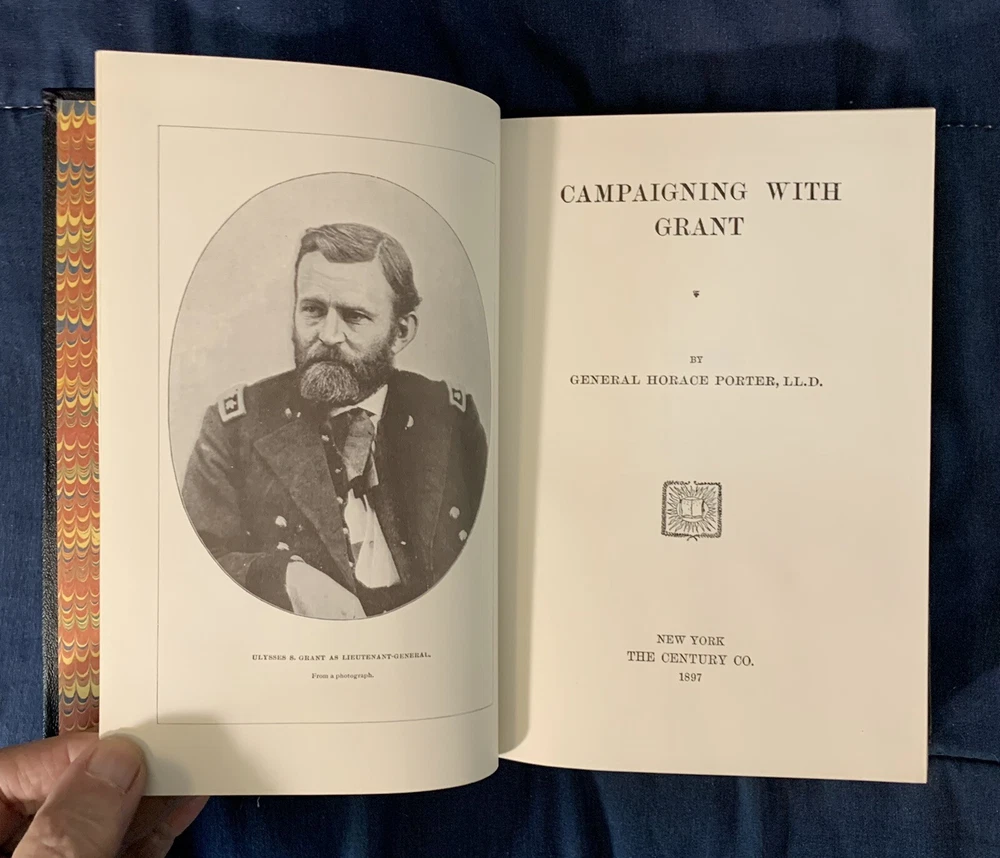 ULYSSES S. GRANT AS LIEUTENANT-GENERAL.
From a photograph.
CAMPAIGNING WITH
GRANT
BY
GENERAL HORACE PORTER, LL.D.
NEW YORK
THE CENTURY CO.
1897